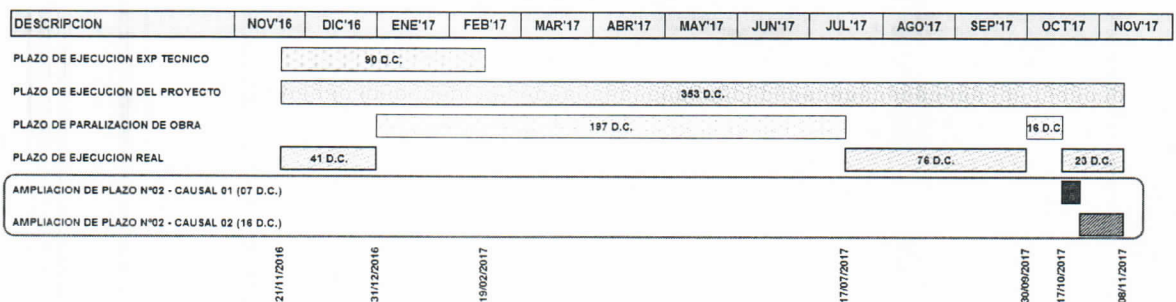 DESCRIPCION NOV'16 DIC'16 ENE'17 FEB'17 MAR'17 ABR'17 MAY'17 JUN'17 JUL'17 AGO'17 SEP'17 OCT'17 NOV'17
PLAZO DE EJECUCION EXP TECNICO 90 D.C.
PLAZO DE EJECUCION DEL PROYECTO 353 D.C.
PLAZO DE PARALIZACION DE OBRA 197 D.C. 16 D.C
PLAZO DE EJECUCION REAL 41 D.C. 76 D.C. 23 D.C.
AMPLIACION DE PLAZO Nº02 - CAUSAL 01 (07 D.C.)
AMPLIACION DE PLAZO Nº02 - CAUSAL 02 (16 D.C.)
21/11/2016 31/12/2016 19/02/2017 17/07/2017 30/09/2017 17/10/2017 08/11/2017